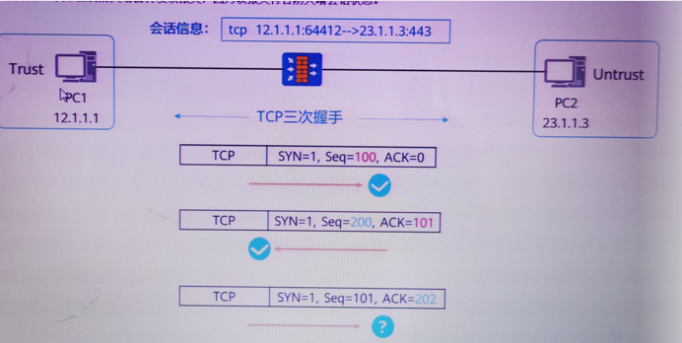 会话信息： tcp 12.1.1.1:64412-->23.1.1.3:443
Trust
Untrust
PC1
PC2
12.1.1.1
23.1.1.3
TCP三次握手
TCP SYN=1, Seq=100, ACK=0
TCP SYN=1, Seq=200, ACK=101
TCP SYN=1, Seq=101, ACK=202
?